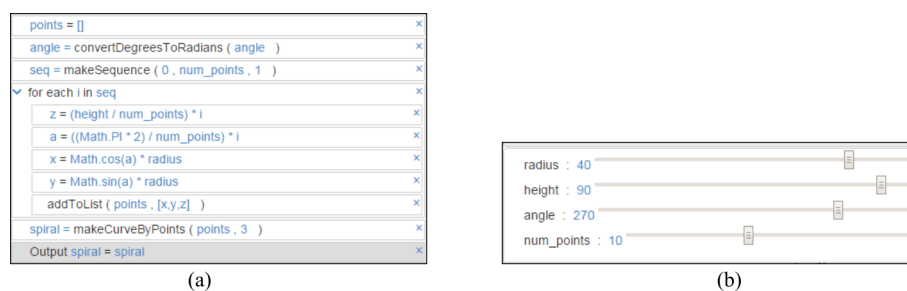 points = []
angle = convertDegreesToRadians ( angle )
seq = makeSequence ( 0 , num_points , 1 )
for each i in seq
z = (height / num_points) * i
a = ((Math.PI * 2) / num_points) * i
x = Math.cos(a) * radius
y = Math.sin(a) * radius
addToList ( points , [x,y,z] )
spiral = makeCurveByPoints ( points , 3 )
Output spiral = spiral
(a)
radius : 40
height : 90
angle : 270
num_points : 10
(b)